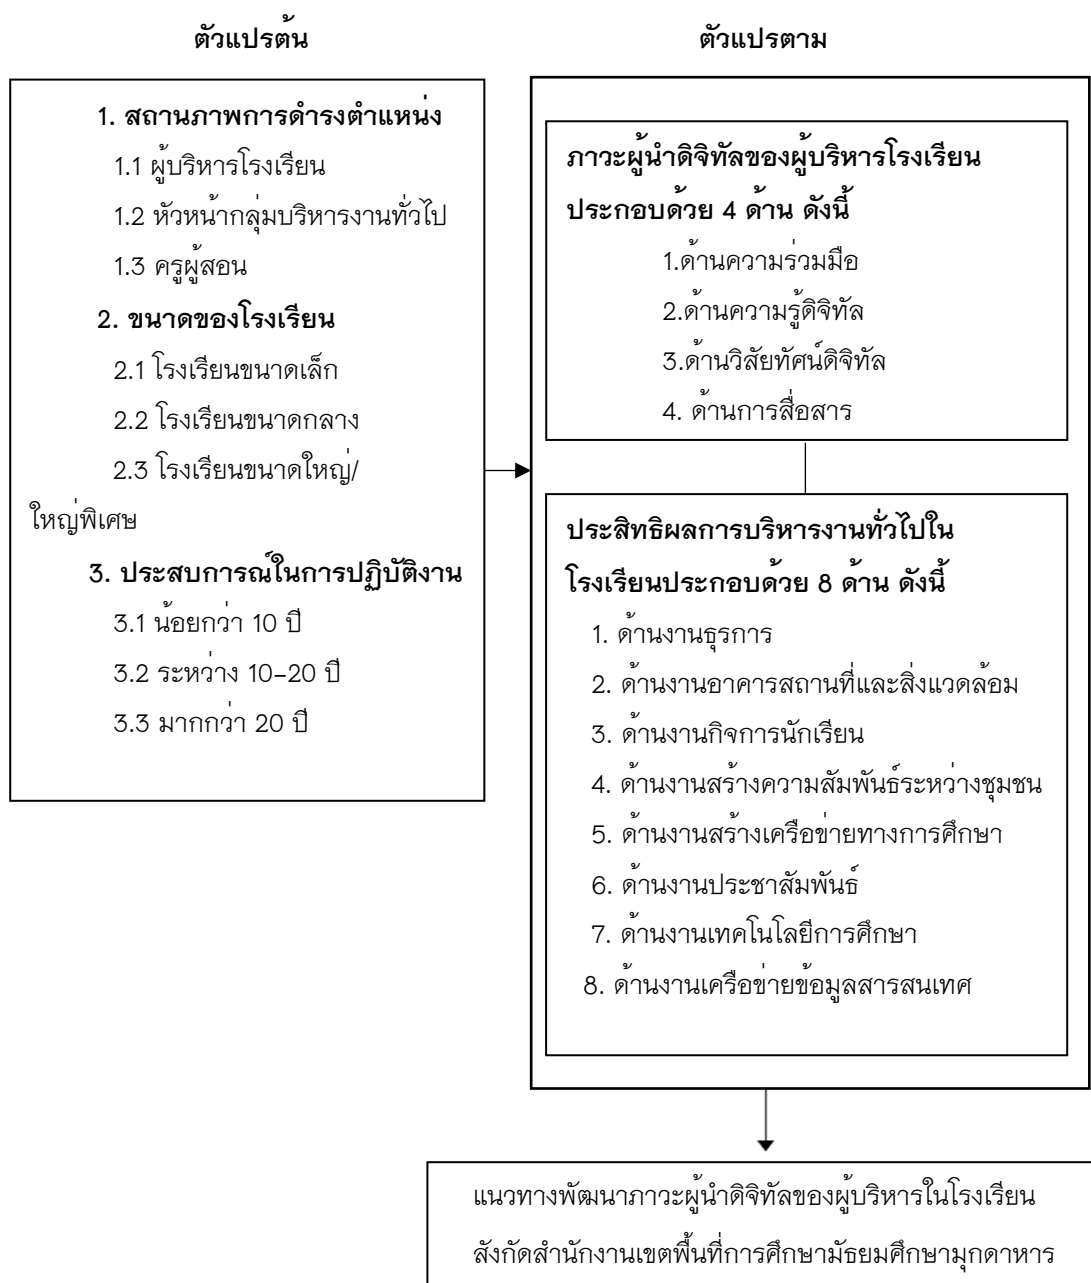 ตัวแปรต้น
ตัวแปรตาม
1. สถานภาพการดำรงตำแหน่ง
1.1 ผู้บริหารโรงเรียน
1.2 หัวหน้ากลุ่มบริหารงานทั่วไป
1.3 ครูผู้สอน
2. ขนาดของโรงเรียน
2.1 โรงเรียนขนาดเล็ก
2.2 โรงเรียนขนาดกลาง
2.3 โรงเรียนขนาดใหญ่/
ใหญ่พิเศษ
3. ประสบการณ์ในการปฏิบัติงาน
3.1 น้อยกว่า 10 ปี
3.2 ระหว่าง 10–20 ปี
3.3 มากกว่า 20 ปี
ภาวะผู้นำดิจิทัลของผู้บริหารโรงเรียน
ประกอบด้วย 4 ด้าน ดังนี้
1.ด้านความร่วมมือ
2.ด้านความรู้ดิจิทัล
3.ด้านวิสัยทัศน์ดิจิทัล
4. ด้านการสื่อสาร
ประสิทธิผลการบริหารงานทั่วไปใน
โรงเรียนประกอบด้วย 8 ด้าน ดังนี้
1. ด้านงานธุรการ
2. ด้านงานอาคารสถานที่และสิ่งแวดล้อม
3. ด้านงานกิจการนักเรียน
4. ด้านงานสร้างความสัมพันธ์ระหว่างชุมชน
5. ด้านงานสร้างเครือข่ายทางการศึกษา
6. ด้านงานประชาสัมพันธ์
7. ด้านงานเทคโนโลยีการศึกษา
8. ด้านงานเครือข่ายข้อมูลสารสนเทศ
แนวทางพัฒนาภาวะผู้นำดิจิทัลของผู้บริหารในโรงเรียน
สังกัดสำนักงานเขตพื้นที่การศึกษามัธยมศึกษามุกดาหาร